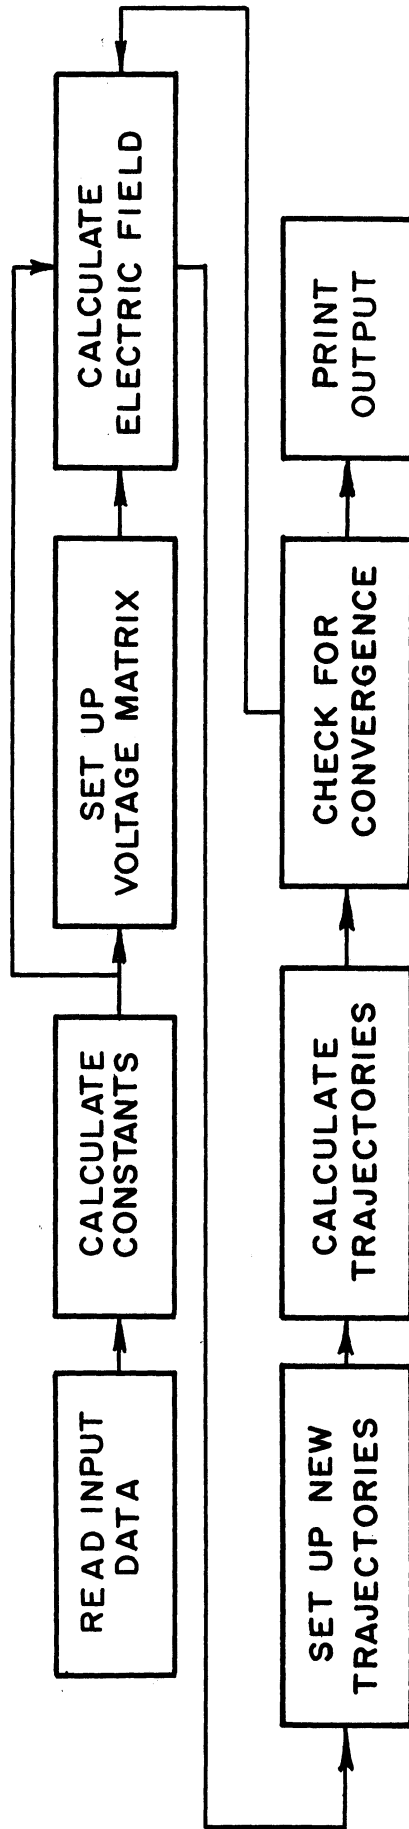 READ INPUT
DATA
CALCULATE
CONSTANTS
SET UP
VOLTAGE MATRIX
CALCULATE
ELECTRIC FIELD
SET UP NEW
TRAJECTORIES
CALCULATE
TRAJECTORIES
CHECK FOR
CONVERGENCE
PRINT
OUTPUT